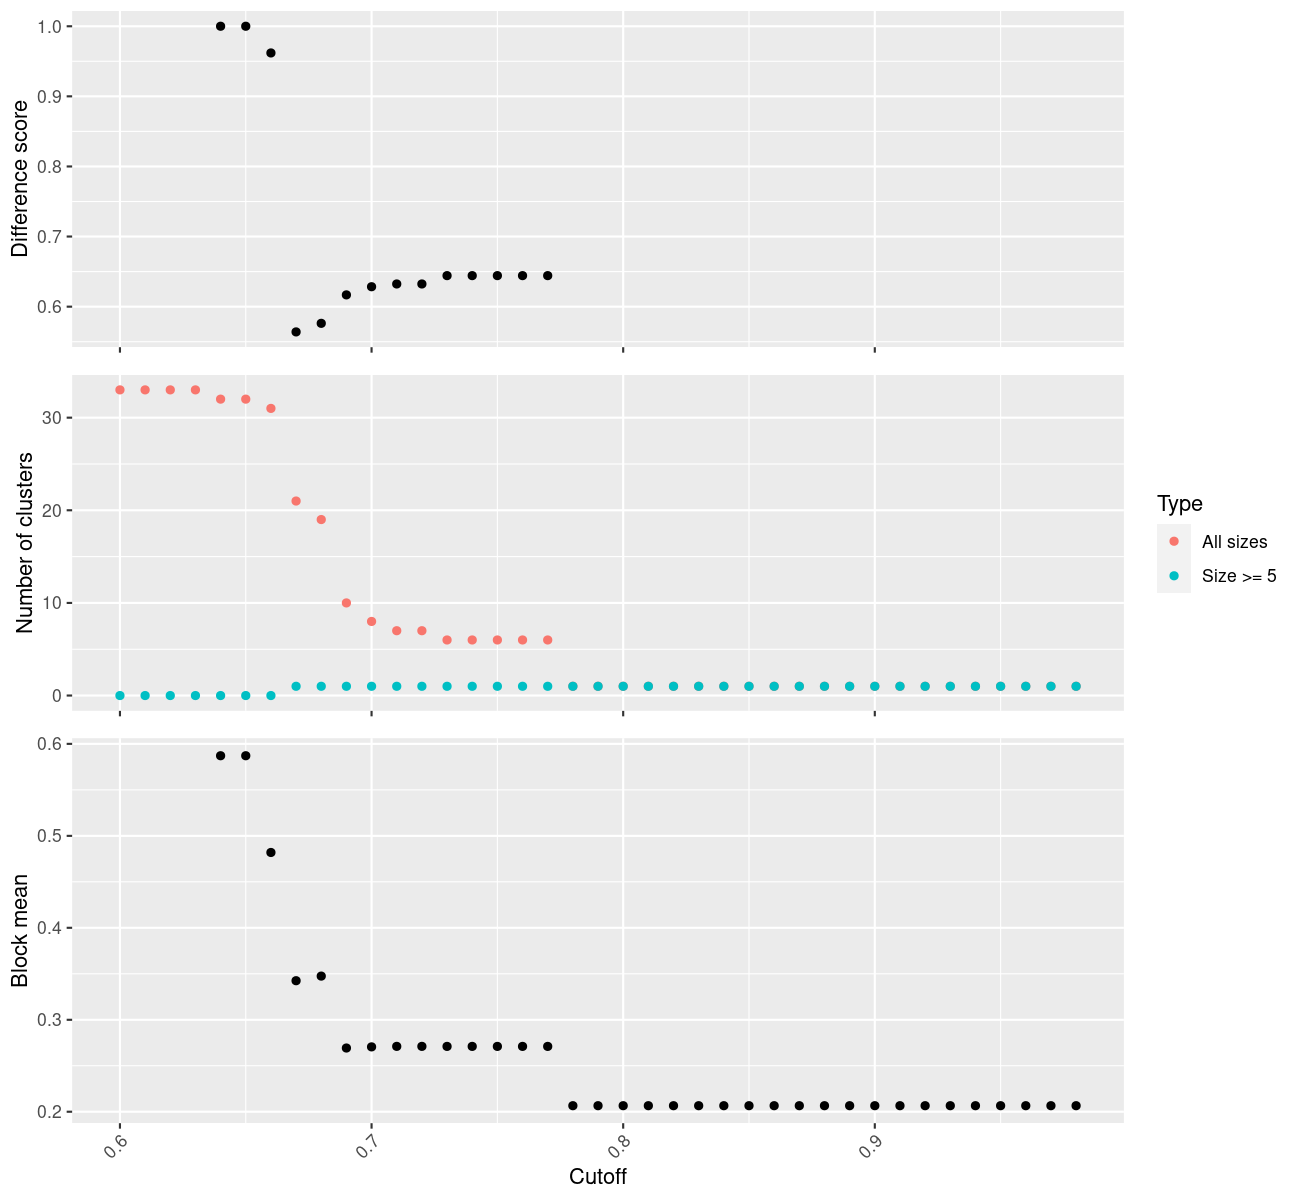 Difference score
1.0
0.9
0.8
0.7
0.6
Number of clusters
30
20
10
0
Type
All sizes
Size >= 5
Block mean
0.6
0.5
0.4
0.3
0.2
0.6 0.7 0.8 0.9
Cutoff